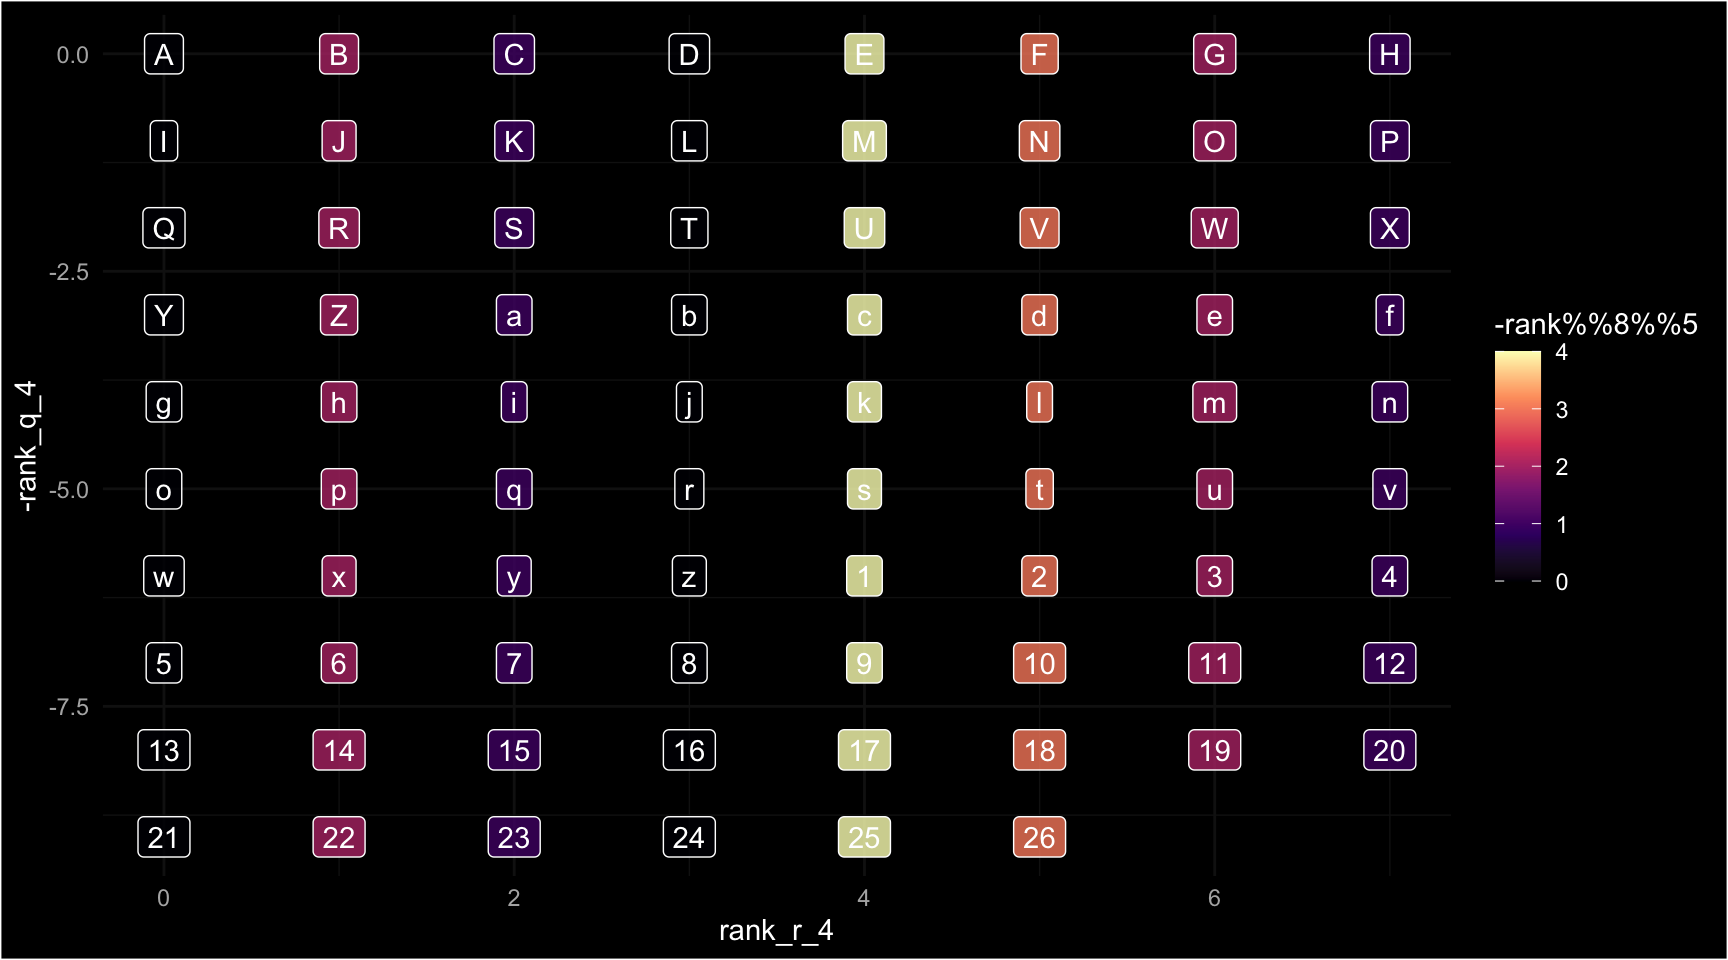 0.0 A B C D E F G H
I J K L M N O P
Q R S T U V W X
-2.5
Y Z a b c d e f
-rank%%8%%5
4
3
2
1
0
g h i j k l m n
-rank_q_4
-5.0 o p q r s t u v
w x y z 1 2 3 4
5 6 7 8 9 10 11 12
-7.5
13 14 15 16 17 18 19 20
21 22 23 24 25 26
0 2 4 6
rank_r_4